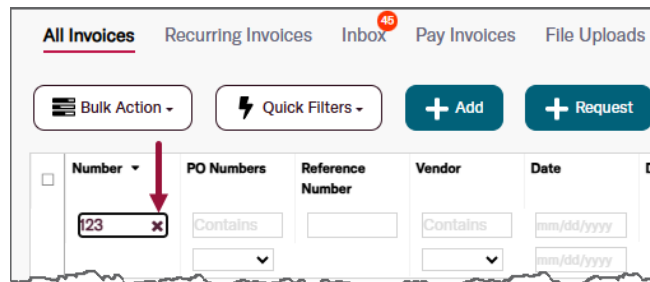 45
All Invoices Recurring Invoices Inbox Pay Invoices File Uploads
Bulk Action Quick Filters Add Request
Number PO Numbers Reference Number Vendor Date
123 Contains Contains mm/dd/yyyy
mm/dd/yyyy